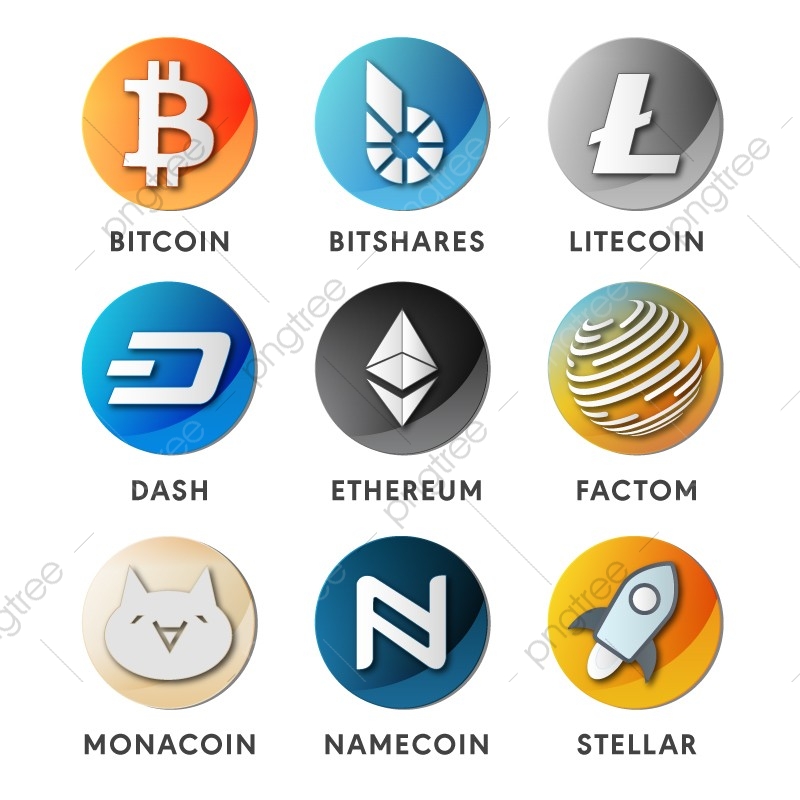 BITCOIN
BITSHARES
LITECOIN
DASH
ETHEREUM
FACTOM
MONACOIN
NAMECOIN
STELLAR
pngtree
pngtree
pngtree
pngtree
pngtree
pngtree
pngtree